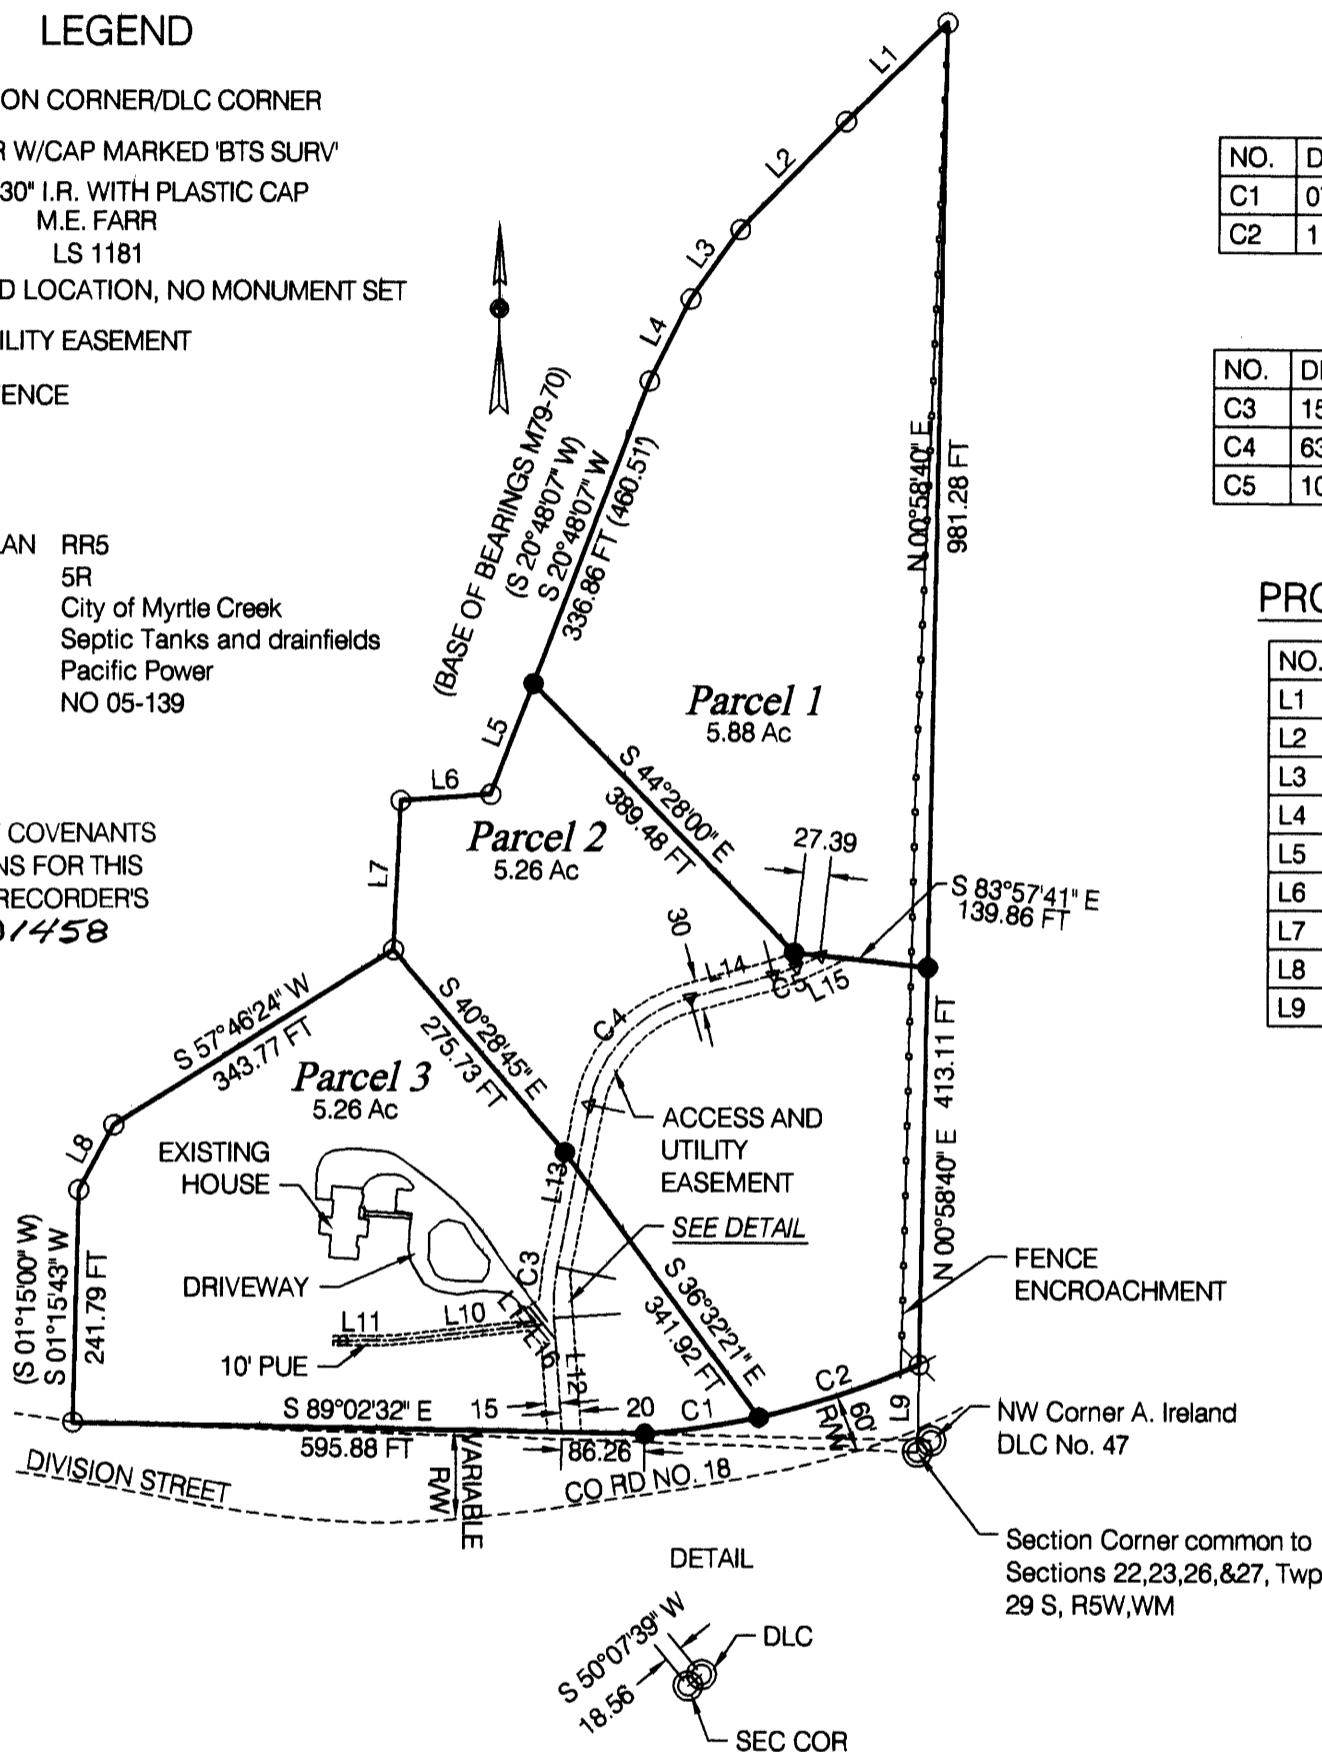 LEGEND
ON CORNER/DLC CORNER
R W/CAP MARKED 'BTS SURV'
30" I.R. WITH PLASTIC CAP
M.E. FARR
LS 1181
D LOCATION, NO MONUMENT SET
ILITY EASEMENT
FENCE
LAN RR5
5R
City of Myrtle Creek
Septic Tanks and drainfields
Pacific Power
NO 05-139
COVENANTS
NS FOR THIS
RECORDER'S
01458
NO.
C1
C2 1
NO.
C3 15
C4 63
C5 10
NO.
L1
L2
L3
L4
L5
L6
L7
L8
L9
L1
L2
L3
L4
(BASE OF BEARINGS M79-70)
(S 20°48'07" W)
S 20°48'07" W
336.86 FT (460.51')
N 00°58'40" E
981.28 FT
Parcel 1
5.88 Ac
L5
L6
L7
S 44°28'00" E
389.48 FT
Parcel 2
5.26 Ac
27.39
S 83°57'41" E
139.86 FT
30
L14
C5
L15
C4
S 57°46'24" W
343.77 FT
S 40°28'45" E
275.73 FT
Parcel 3
5.26 Ac
N 00°58'40" E 413.11 FT
ACCESS AND
UTILITY
EASEMENT
SEE DETAIL
L8
EXISTING
HOUSE
L13
(S 01°15'00" W)
S 01°15'43" W
241.79 FT
DRIVEWAY
C3
S 36°32'21" E
341.92 FT
FENCE
ENCROACHMENT
L11
L10
L17
L16
L12
10' PUE
S 89°02'32" E
595.88 FT
15
20
86.26
C1
C2
60'
R/W
L9
NW Corner A. Ireland
DLC No. 47
DIVISION STREET
VARIABLE
R/W
CO RD NO. 18
Section Corner common to
Sections 22,23,26,&27, Twp
29 S, R5W,WM
DETAIL
S 50°07'39" W
18.56
DLC
SEC COR